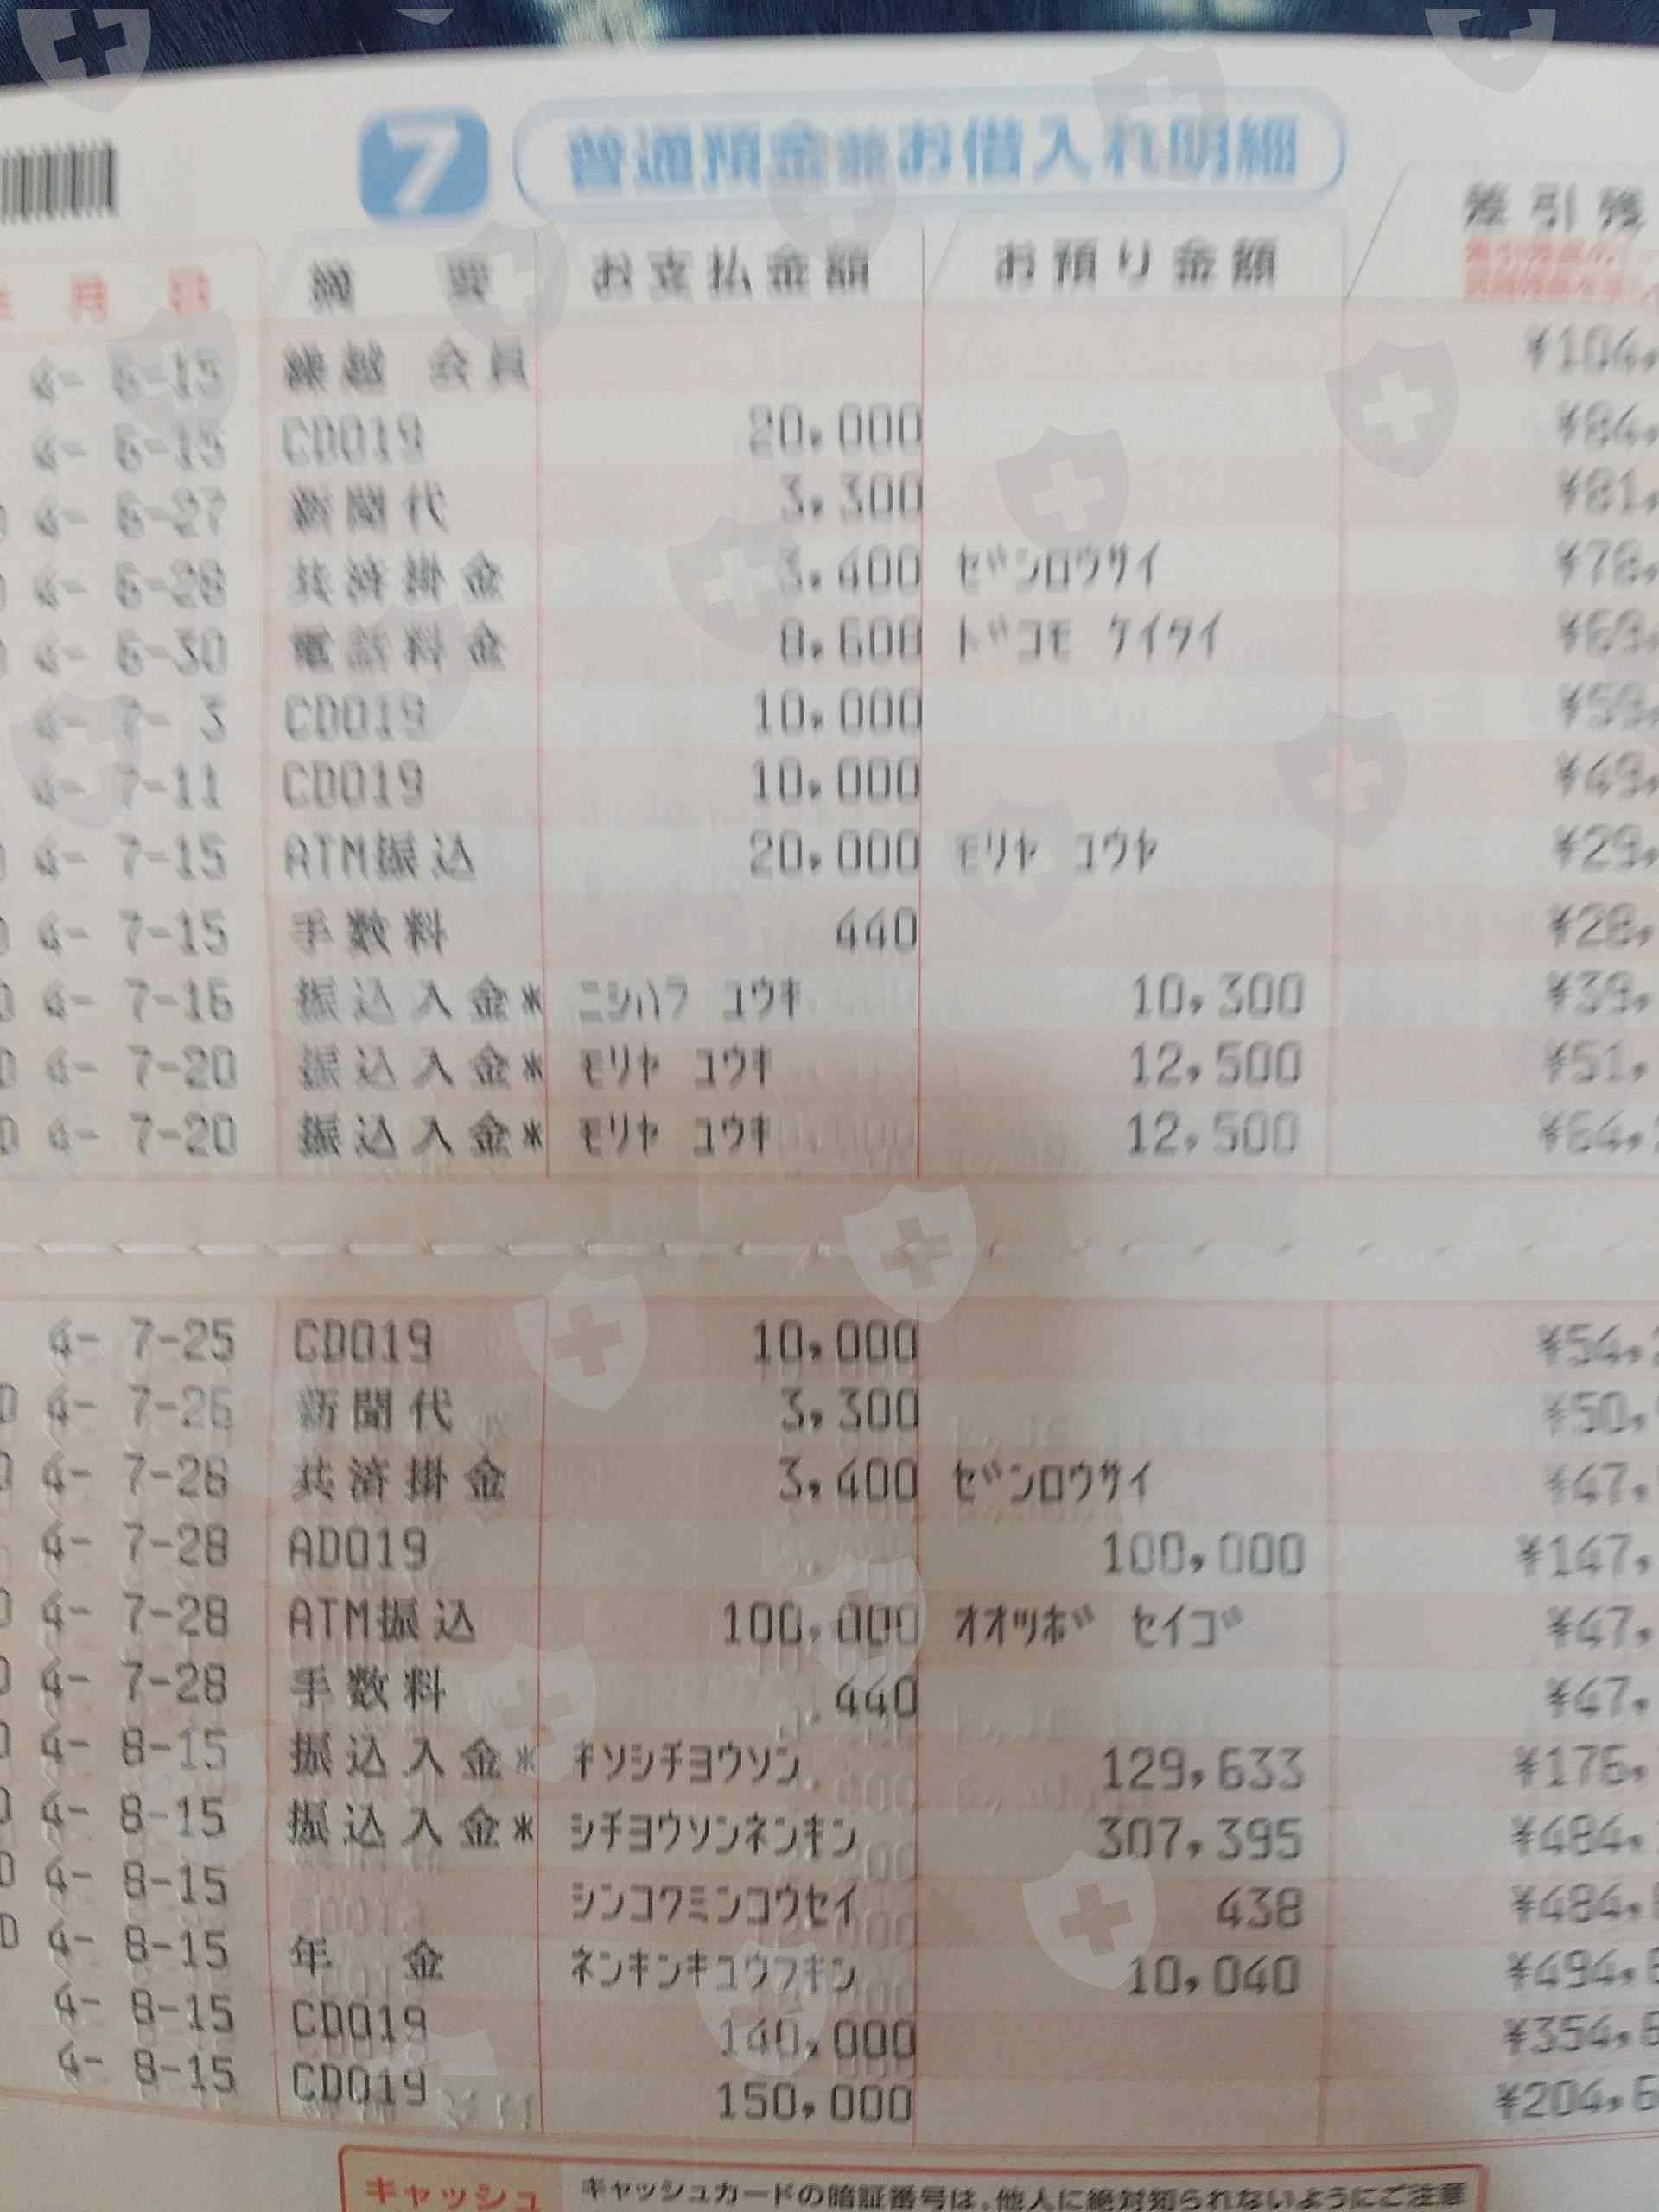 7 普通預金兼お借入れ明細
年 月 日 摘 要 お支払金額 お預り金額 差引残
4- 6-15 繰越 会員 ¥104,
4- 6-15 CD019 20,000 ¥84,
4- 6-27 新聞代 3,300 ¥81,
4- 6-28 共済掛金 3,400 ゼンロウサイ ¥78,
4- 6-30 電話料金 8,608 ドコモ ケイタイ ¥69,
4- 7- 3 CD019 10,000 ¥59,
4- 7-11 CD019 10,000 ¥49,
4- 7-15 ATM振込 20,000 モリヤ コウヤ ¥29,
4- 7-15 手数料 440 ¥28,
4- 7-16 振込入金* ニシハラ ユウキ 10,300 ¥39,
4- 7-20 振込入金* モリヤ コウキ 12,500 ¥51,
4- 7-20 振込入金* モリヤ コウキ 12,500 ¥64,
4- 7-25 CD019 10,000 ¥54,
4- 7-26 新聞代 3,300 ¥50,
4- 7-28 共済掛金 3,400 ゼンロウサイ ¥47,
4- 7-28 AD019 100,000 ¥147,
4- 7-28 ATM振込 100,000 オオツボ セイゴ ¥47,
4- 7-28 手数料 440 ¥47,
4- 8-15 振込入金* キソシチヨウソン 129,633 ¥176,
4- 8-15 振込入金* シチヨウソンネンキン 307,395 ¥484,
4- 8-15 シンコクミンコウセイ 438 ¥484,
4- 8-15 年 金 ネンキンキユウフキン 10,040 ¥494,
4- 8-15 CD019 140,000 ¥354,6
4- 8-15 CD019 150,000 ¥204,6
キャッシュ キャッシュカードの暗証番号は、他人に絶対知られないようにご注意